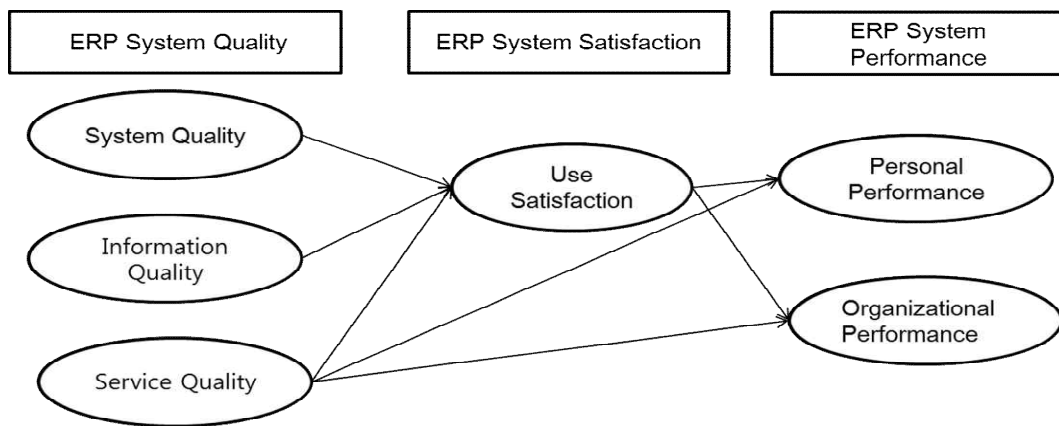 ERP System Quality
ERP System Satisfaction
ERP System
Performance
System Quality
Use
Satisfaction
Personal
Performance
Information
Quality
Organizational
Performance
Service Quality